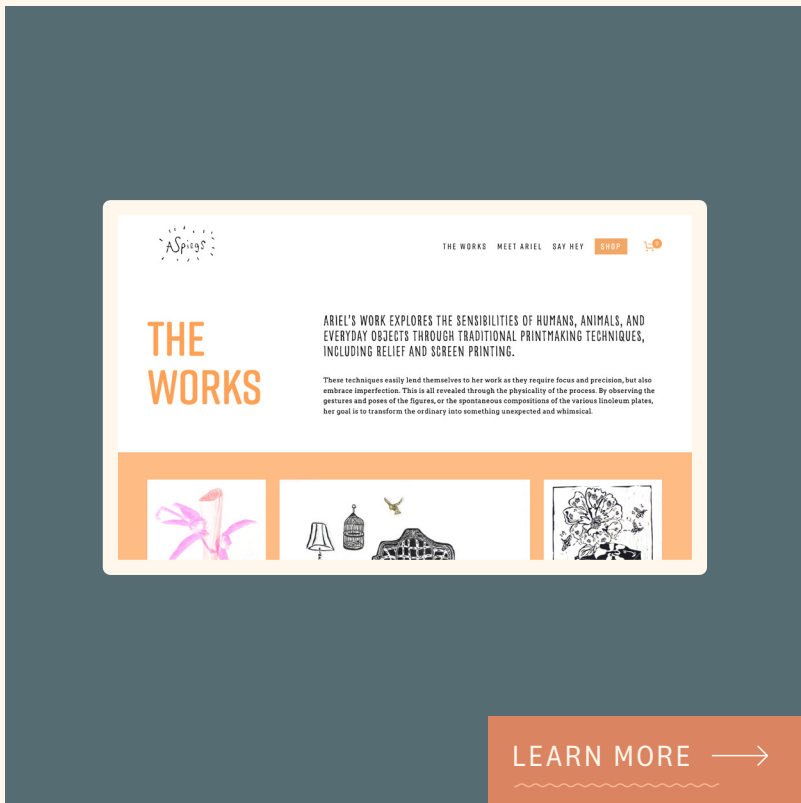 ASpiegs
THE WORKS MEET ARIEL SAY HEY SHOP 0
THE
WORKS
ARIEL'S WORK EXPLORES THE SENSIBILITIES OF HUMANS, ANIMALS, AND
EVERYDAY OBJECTS THROUGH TRADITIONAL PRINTMAKING TECHNIQUES,
INCLUDING RELIEF AND SCREEN PRINTING.
These techniques easily lend themselves to her work as they require focus and precision, but also
embrace imperfection. This is all revealed through the physicality of the process. By observing the
gestures and poses of the figures, or the spontaneous compositions of the various linoleum plates,
her goal is to transform the ordinary into something unexpected and whimsical.
LEARN MORE